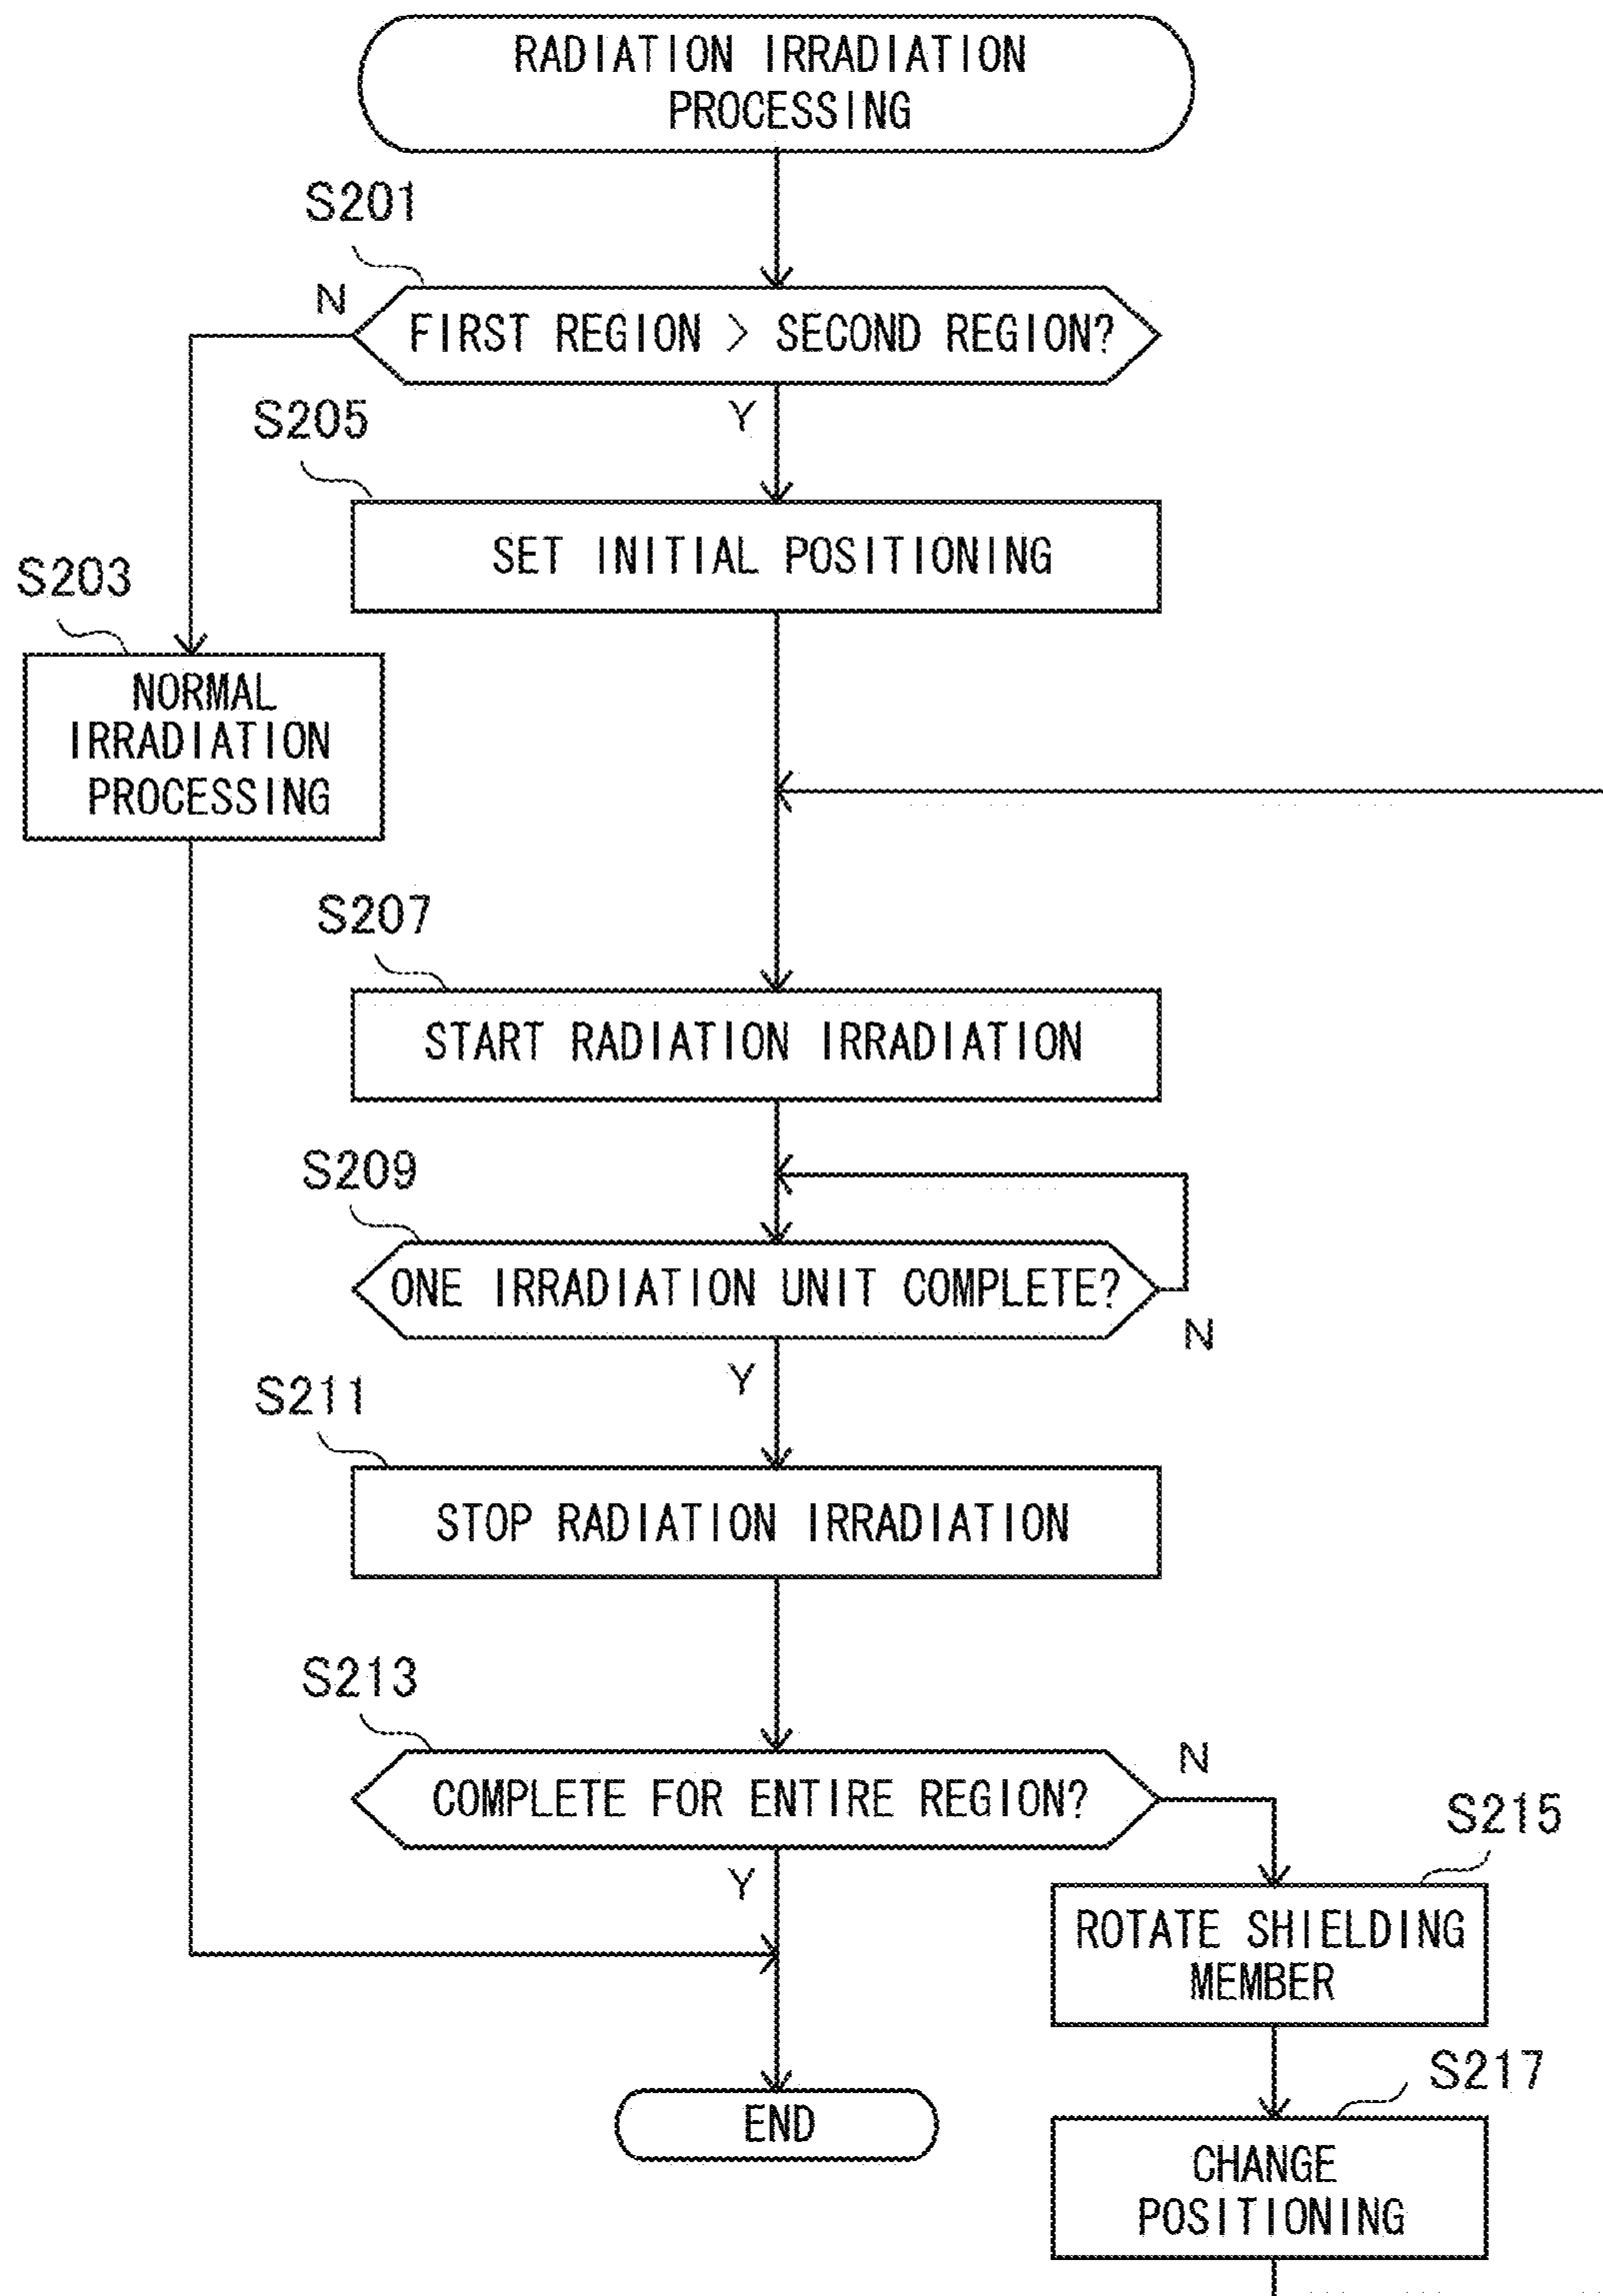 RADIATION IRRADIATION
PROCESSING
S201
N
FIRST REGION > SECOND REGION?
Y
S205
SET INITIAL POSITIONING
S203
NORMAL
IRRADIATION
PROCESSING
S207
START RADIATION IRRADIATION
S209
ONE IRRADIATION UNIT COMPLETE?
N
Y
S211
STOP RADIATION IRRADIATION
S213
COMPLETE FOR ENTIRE REGION?
N
Y
S215
ROTATE SHIELDING
MEMBER
S217
CHANGE
POSITIONING
END